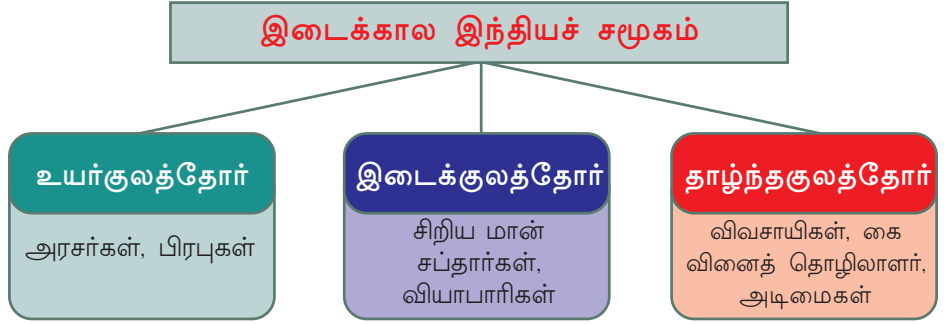 இடைக்கால இந்தியச் சமூகம்
உயர்குலத்தோர்
அரசர்கள், பிரபுகள்
இடைக்குலத்தோர்
சிறிய மான்
சப்தார்கள்,
வியாபாரிகள்
தாழ்ந்தகுலத்தோர்
விவசாயிகள், கை
வினைத் தொழிலாளர்,
அடிமைகள்